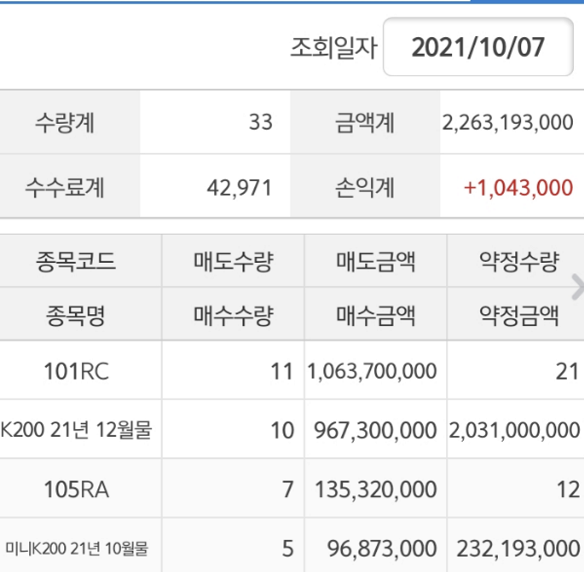 조회일자 2021/10/07
수량계 33 금액계 2,263,193,000
수수료계 42,971 손익계 +1,043,000
종목코드 매도수량 매도금액 약정수량
종목명 매수수량 매수금액 약정금액
101RC 11 1,063,700,000 21
K200 21년 12월물 10 967,300,000 2,031,000,000
105RA 7 135,320,000 12
미니K200 21년 10월물 5 96,873,000 232,193,000